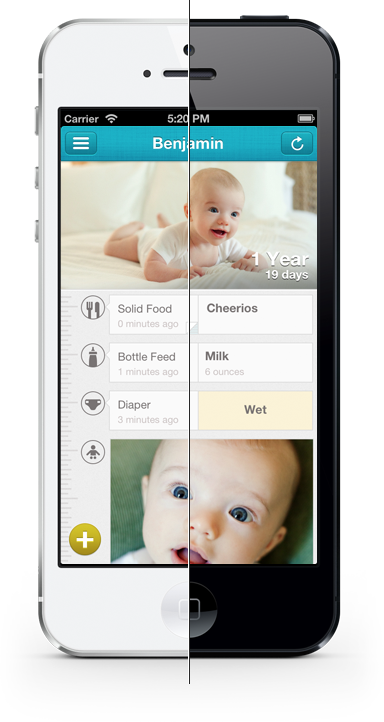 Carrier 5:20 PM
Benjamin
1 Year
19 days
Solid Food Cheerios
0 minutes ago
Bottle Feed Milk
1 minutes ago 6 ounces
Diaper Wet
3 minutes ago